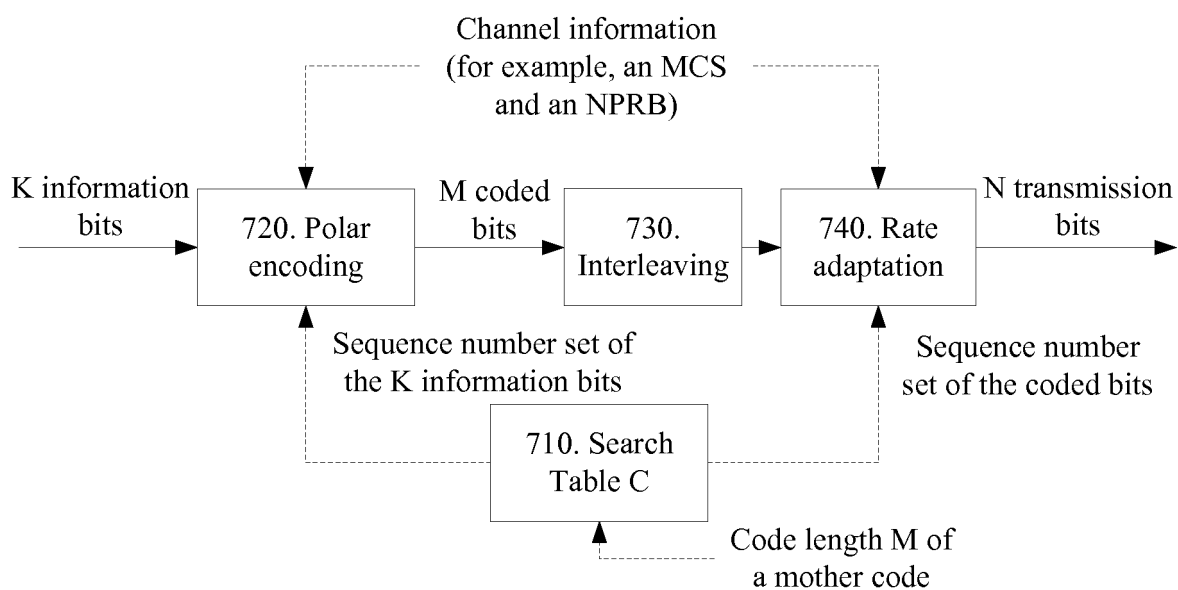 Channel information
(for example, an MCS
and an NPRB)
K information
bits
720. Polar
encoding
M coded
bits
730.
Interleaving
740. Rate
adaptation
N transmission
bits
Sequence number set of
the K information bits
Sequence number
set of the coded bits
710. Search
Table C
Code length M of
a mother code